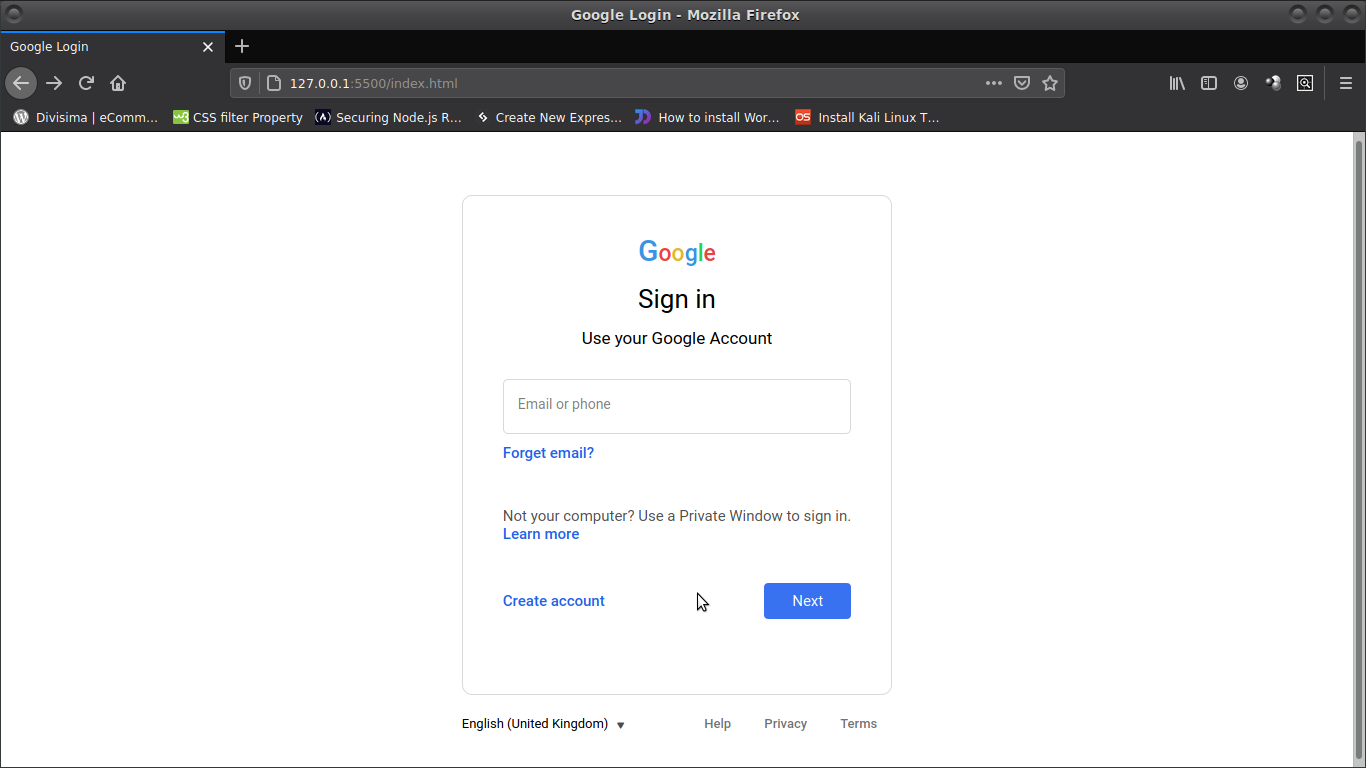 Google Login - Mozilla Firefox
Google Login
127.0.0.1:5500/index.html
Divisima | eComm… CSS filter Property Securing Node.js R… Create New Expres… How to install Wor… Install Kali Linux T…
Google
Sign in
Use your Google Account
Email or phone
Forget email?
Not your computer? Use a Private Window to sign in.
Learn more
Create account Next
English (United Kingdom) Help Privacy Terms